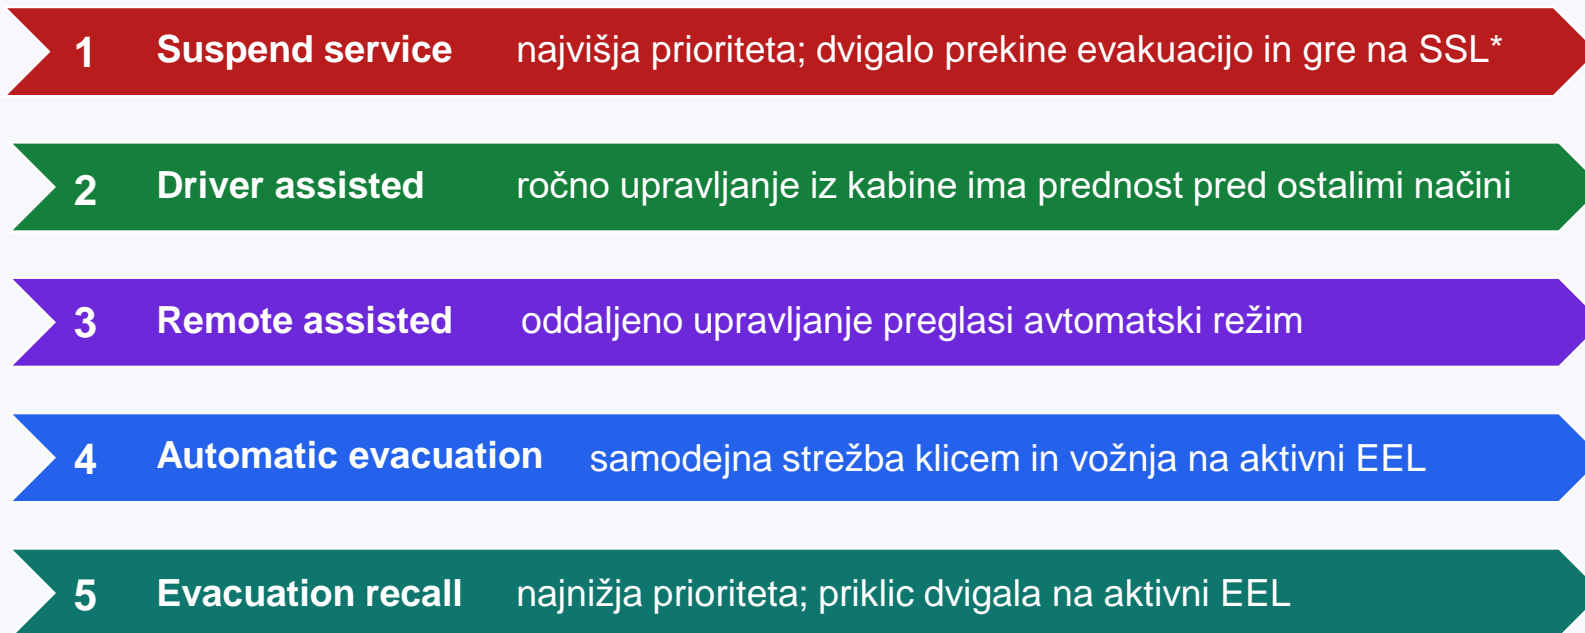 1 Suspend service najvišja prioriteta; dvigalo prekine evakuacijo in gre na SSL*
2 Driver assisted ročno upravljanje iz kabine ima prednost pred ostalimi načini
3 Remote assisted oddaljeno upravljanje preglasi avtomatski režim
4 Automatic evacuation samodejna strežba klicem in vožnja na aktivni EEL
5 Evacuation recall najnižja prioriteta; priklic dvigala na aktivni EEL